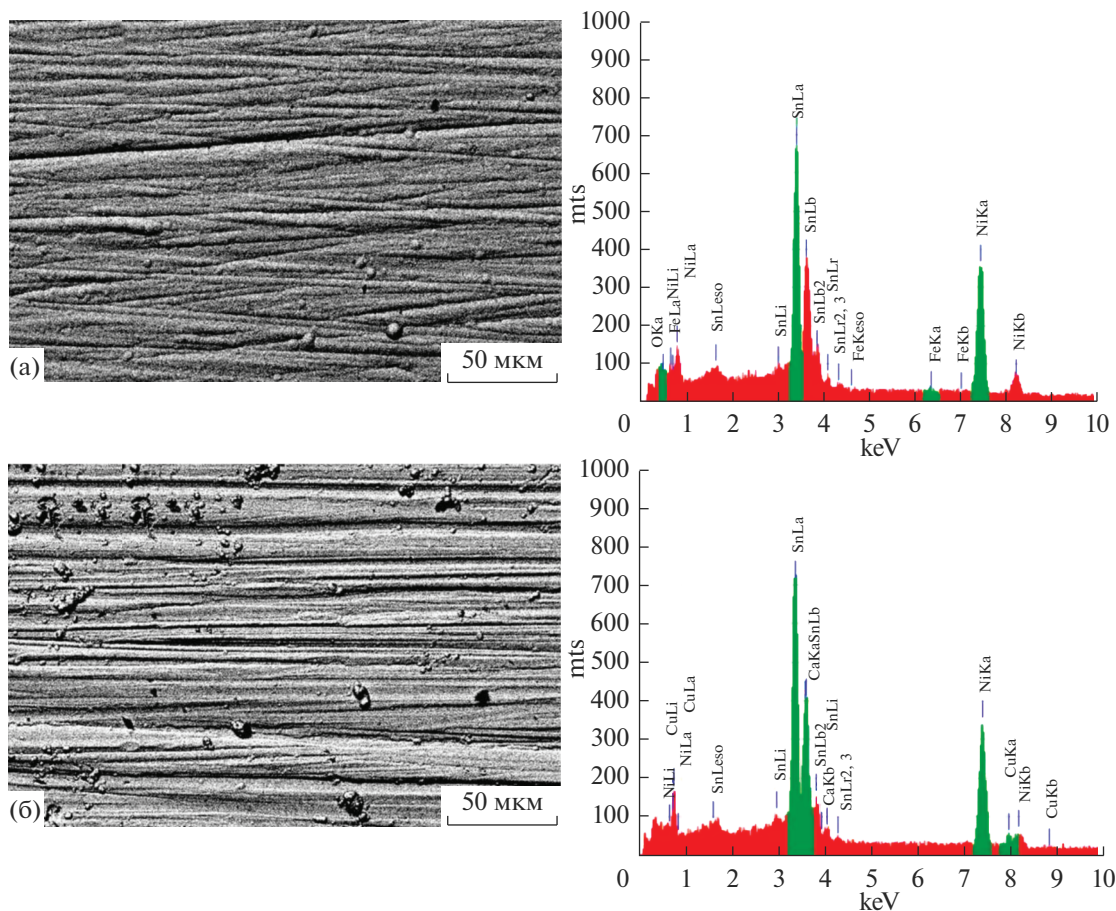 (а)
50 мкм
1000
900
800
700
600
500
400
300
200
100
0
mts
OKa
FeLa
NiLi
NiLa
SnLeso
SnLi
SnLa
SnLb
SnLb2
SnLr
SnLr2, 3
FeKeso
FeKa
FeKb
NiKa
NiKb
1 2 3 4 5 6 7 8 9 10
keV
(б)
50 мкм
1000
900
800
700
600
500
400
300
200
100
0
mts
NiLi
CuLi
NiLa
CuLa
SnLeso
SnLi
SnLa
CaKaSnLb
SnLb2
CaKb
SnLi
SnLr2, 3
NiKa
CuKa
NiKb
CuKb
1 2 3 4 5 6 7 8 9 10
keV